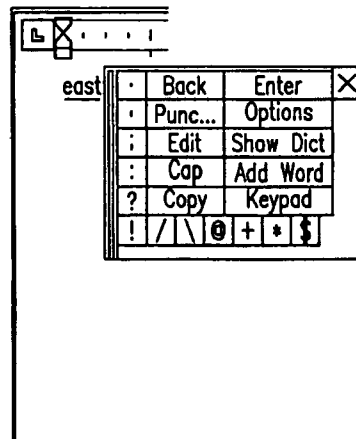 L
east . Back Enter X
' Punc... Options
; Edit Show Dict
: Cap Add Word
? Copy Keypad
! / \ @ + * $